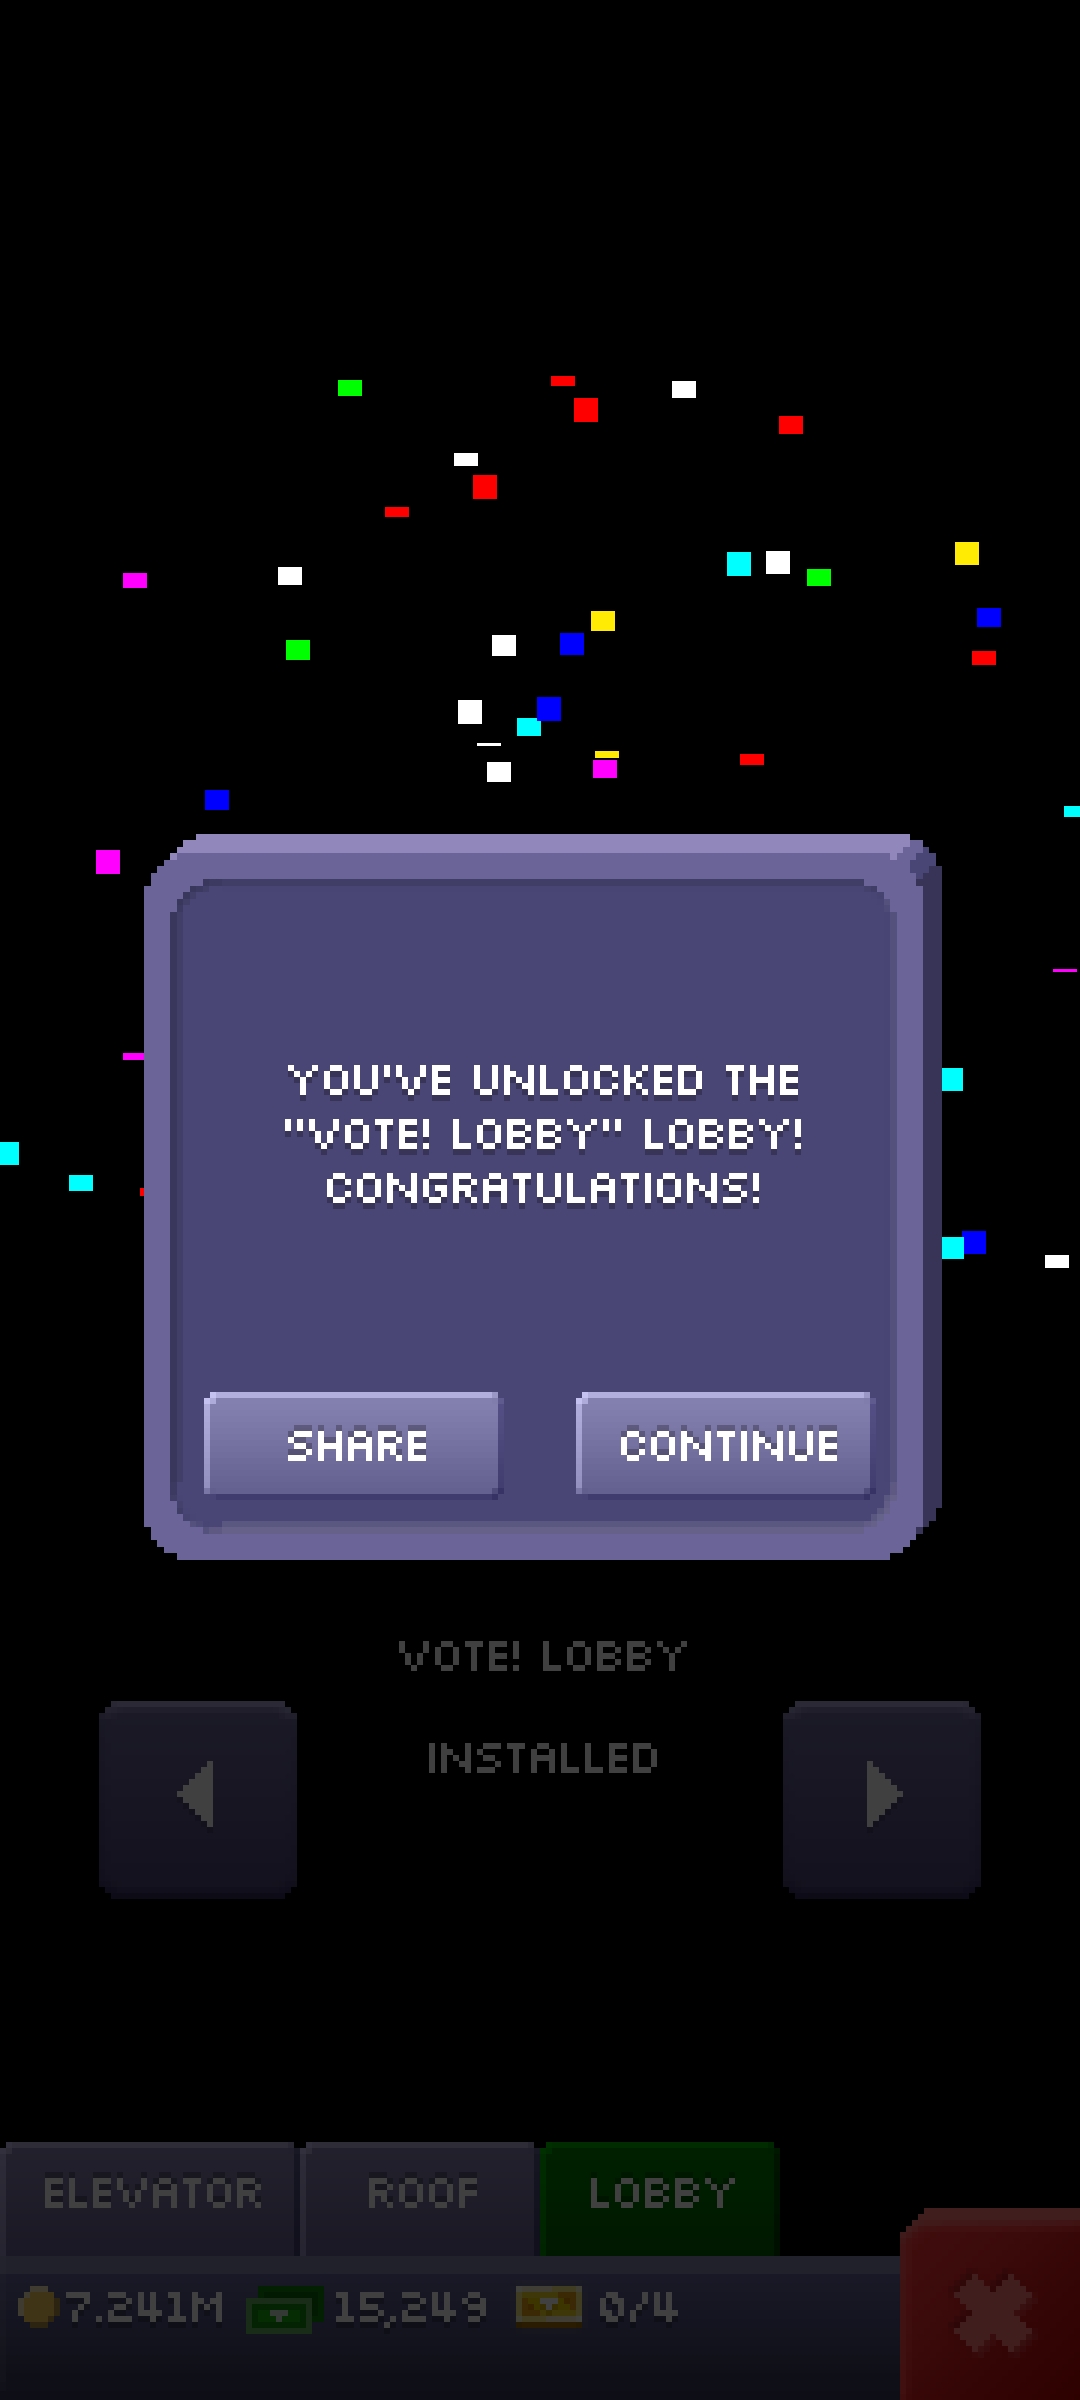 YOU'VE UNLOCKED THE
"VOTE! LOBBY" LOBBY!
CONGRATULATIONS!
SHARE CONTINUE
VOTE! LOBBY
INSTALLED
ELEVATOR ROOF LOBBY
7.241M 15,249 0/4